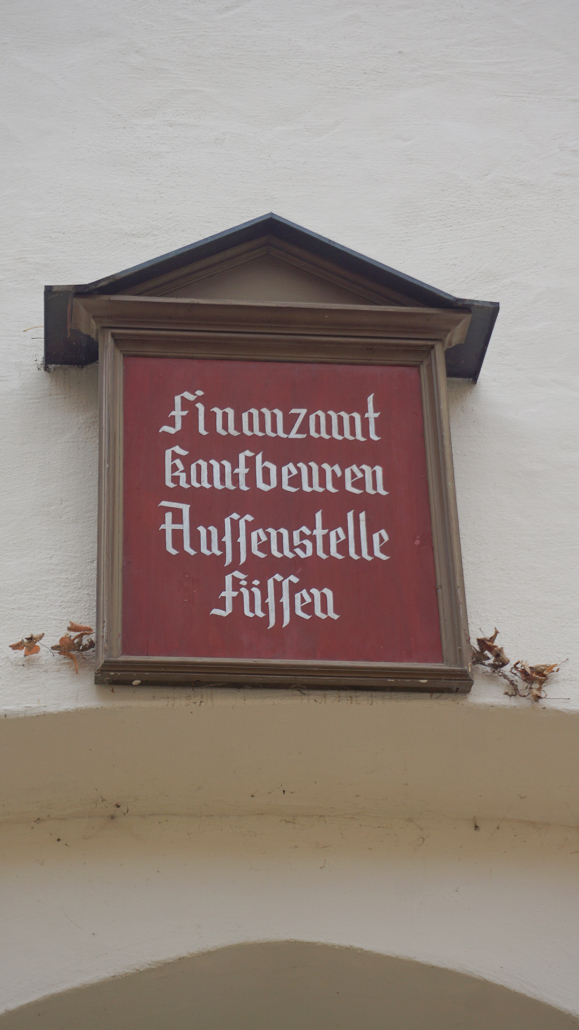 Finanzamt
Kaufbeuren
Aussenstelle
Füssen